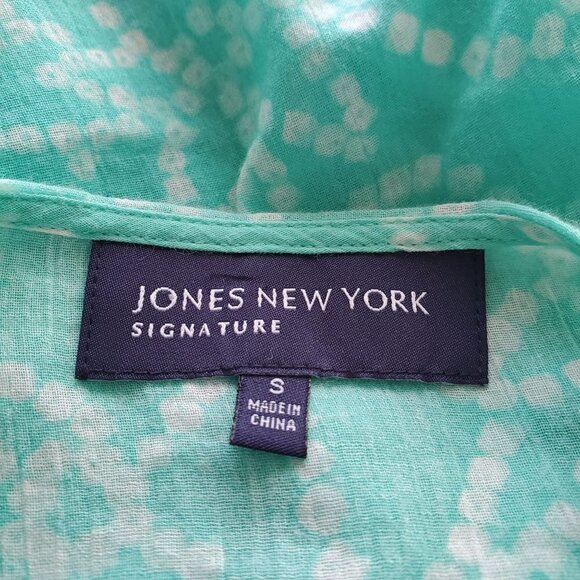 JONES NEW YORK
SIGNATURE
S
MADE IN
CHINA